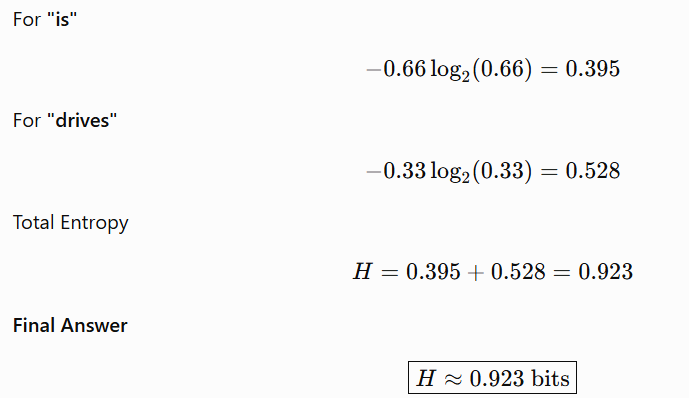 For "is"
−0.66 log₂(0.66) = 0.395
For "drives"
−0.33 log₂(0.33) = 0.528
Total Entropy
H = 0.395 + 0.528 = 0.923
Final Answer
H ≈ 0.923 bits